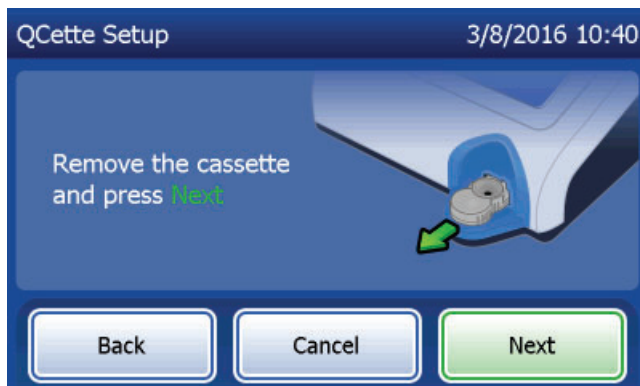 QCette Setup 3/8/2016 10:40
Remove the cassette
and press Next
Back Cancel Next